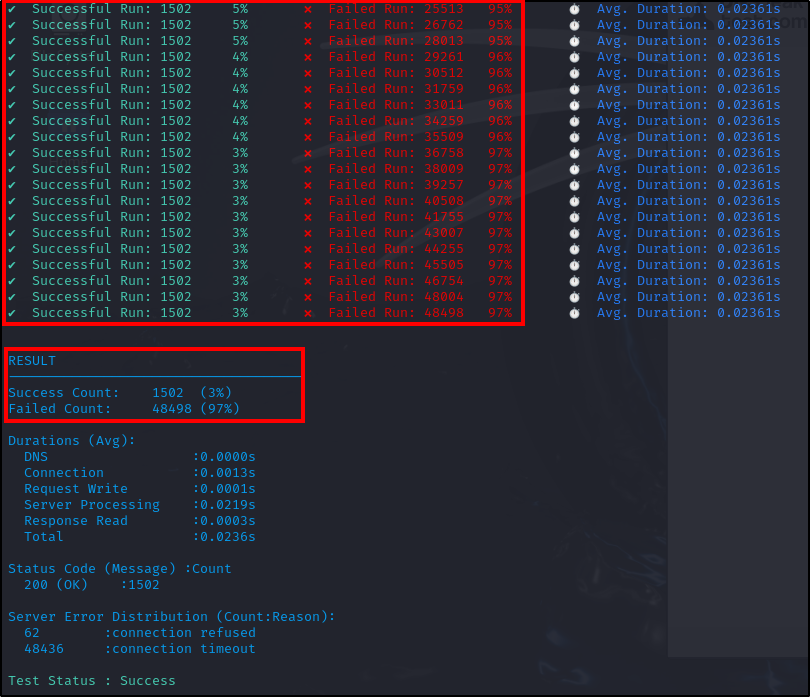 ✔ Successful Run: 1502 5% ✘ Failed Run: 25513 95% ⏱ Avg. Duration: 0.02361s
✔ Successful Run: 1502 5% ✘ Failed Run: 26762 95% ⏱ Avg. Duration: 0.02361s
✔ Successful Run: 1502 5% ✘ Failed Run: 28013 95% ⏱ Avg. Duration: 0.02361s
✔ Successful Run: 1502 4% ✘ Failed Run: 29261 96% ⏱ Avg. Duration: 0.02361s
✔ Successful Run: 1502 4% ✘ Failed Run: 30512 96% ⏱ Avg. Duration: 0.02361s
✔ Successful Run: 1502 4% ✘ Failed Run: 31759 96% ⏱ Avg. Duration: 0.02361s
✔ Successful Run: 1502 4% ✘ Failed Run: 33011 96% ⏱ Avg. Duration: 0.02361s
✔ Successful Run: 1502 4% ✘ Failed Run: 34259 96% ⏱ Avg. Duration: 0.02361s
✔ Successful Run: 1502 4% ✘ Failed Run: 35509 96% ⏱ Avg. Duration: 0.02361s
✔ Successful Run: 1502 3% ✘ Failed Run: 36758 97% ⏱ Avg. Duration: 0.02361s
✔ Successful Run: 1502 3% ✘ Failed Run: 38009 97% ⏱ Avg. Duration: 0.02361s
✔ Successful Run: 1502 3% ✘ Failed Run: 39257 97% ⏱ Avg. Duration: 0.02361s
✔ Successful Run: 1502 3% ✘ Failed Run: 40508 97% ⏱ Avg. Duration: 0.02361s
✔ Successful Run: 1502 3% ✘ Failed Run: 41755 97% ⏱ Avg. Duration: 0.02361s
✔ Successful Run: 1502 3% ✘ Failed Run: 43007 97% ⏱ Avg. Duration: 0.02361s
✔ Successful Run: 1502 3% ✘ Failed Run: 44255 97% ⏱ Avg. Duration: 0.02361s
✔ Successful Run: 1502 3% ✘ Failed Run: 45505 97% ⏱ Avg. Duration: 0.02361s
✔ Successful Run: 1502 3% ✘ Failed Run: 46754 97% ⏱ Avg. Duration: 0.02361s
✔ Successful Run: 1502 3% ✘ Failed Run: 48004 97% ⏱ Avg. Duration: 0.02361s
✔ Successful Run: 1502 3% ✘ Failed Run: 48498 97% ⏱ Avg. Duration: 0.02361s
RESULT
Success Count: 1502 (3%)
Failed Count: 48498 (97%)
Durations (Avg):
DNS :0.0000s
Connection :0.0013s
Request Write :0.0001s
Server Processing :0.0219s
Response Read :0.0003s
Total :0.0236s
Status Code (Message) :Count
200 (OK) :1502
Server Error Distribution (Count:Reason):
62 :connection refused
48436 :connection timeout
Test Status : Success